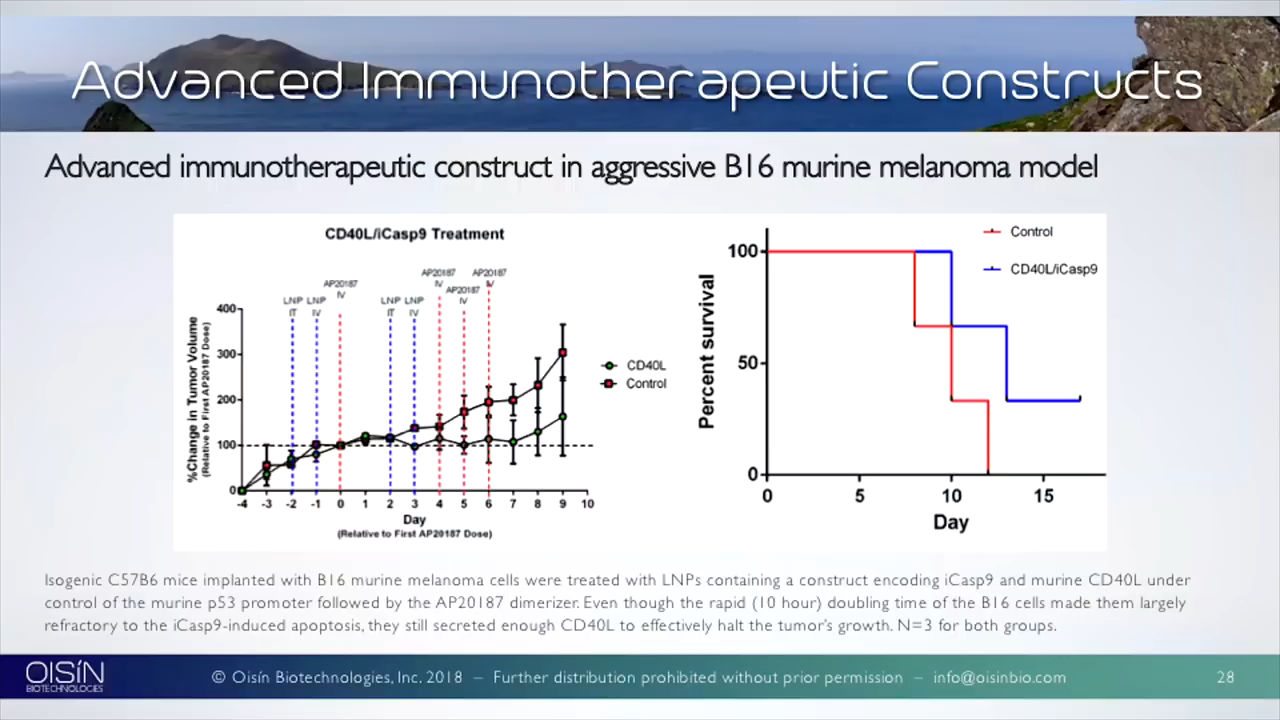 Advanced Immunotherapeutic Constructs
Advanced immunotherapeutic construct in aggressive B16 murine melanoma model
CD40L/iCasp9 Treatment
AP20187
IV
AP20187
IV
AP20187
IV
AP20187
IV
LNP
IT
LNP
IV
LNP
IT
LNP
IV
%Change in Tumor Volume
(Relative to First AP20187 Dose)
400
300
200
100
0
-4 -3 -2 -1 0 1 2 3 4 5 6 7 8 9 10
Day
(Relative to First AP20187 Dose)
CD40L
Control
Percent survival
100
50
0
0 5 10 15
Day
Control
CD40L/iCasp9
Isogenic C57B6 mice implanted with B16 murine melanoma cells were treated with LNPs containing a construct encoding iCasp9 and murine CD40L under
control of the murine p53 promoter followed by the AP20187 dimerizer. Even though the rapid (10 hour) doubling time of the B16 cells made them largely
refractory to the iCasp9-induced apoptosis, they still secreted enough CD40L to effectively halt the tumor's growth. N=3 for both groups.
OISÍN
BIOTECHNOLOGIES
© Oisín Biotechnologies, Inc. 2018 – Further distribution prohibited without prior permission – info@oisinbio.com
28